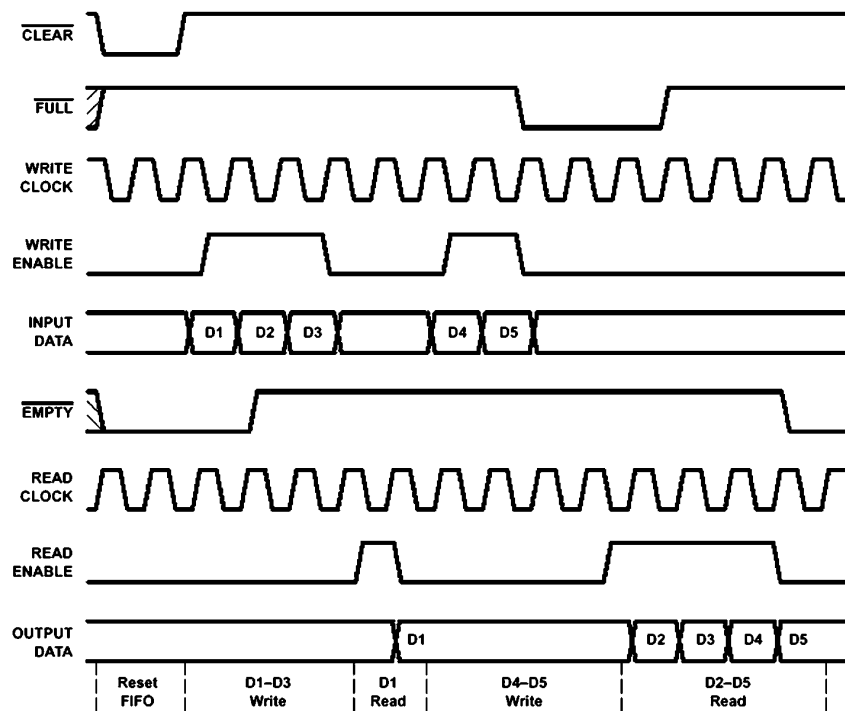 CLEAR
FULL
WRITE
CLOCK
WRITE
ENABLE
INPUT
DATA
D1 D2 D3 D4 D5
EMPTY
READ
CLOCK
READ
ENABLE
OUTPUT
DATA
D1 D2 D3 D4 D5
Reset
FIFO
D1–D3
Write
D1
Read
D4–D5
Write
D2–D5
Read